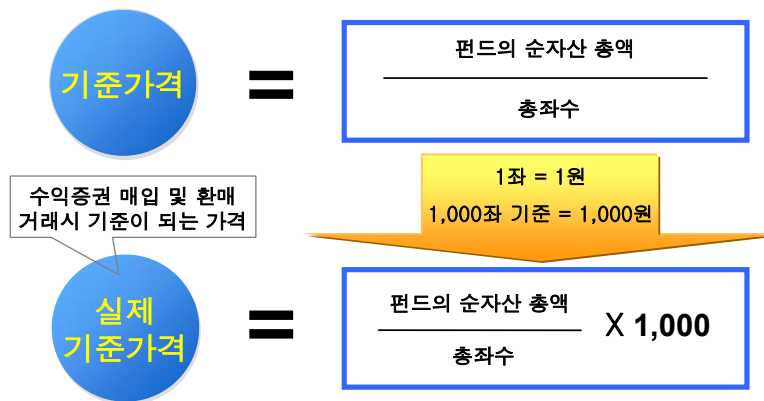 기준가격
=
펀드의 순자산 총액
총좌수
수익증권 매입 및 환매
거래시 기준이 되는 가격
1좌 = 1원
1,000좌 기준 = 1,000원
실제
기준가격
=
펀드의 순자산 총액
총좌수
X 1,000